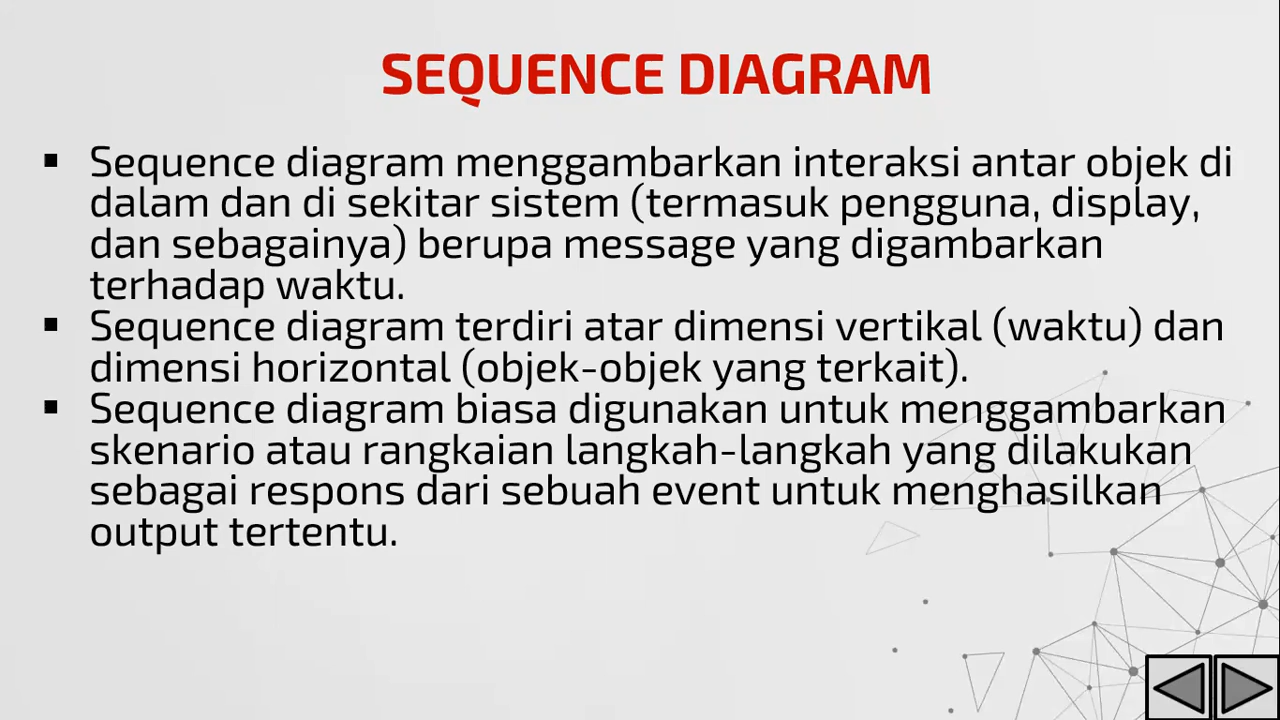 SEQUENCE DIAGRAM
▪ Sequence diagram menggambarkan interaksi antar objek di
dalam dan di sekitar sistem (termasuk pengguna, display,
dan sebagainya) berupa message yang digambarkan
terhadap waktu.
▪ Sequence diagram terdiri atar dimensi vertikal (waktu) dan
dimensi horizontal (objek-objek yang terkait).
▪ Sequence diagram biasa digunakan untuk menggambarkan
skenario atau rangkaian langkah-langkah yang dilakukan
sebagai respons dari sebuah event untuk menghasilkan
output tertentu.